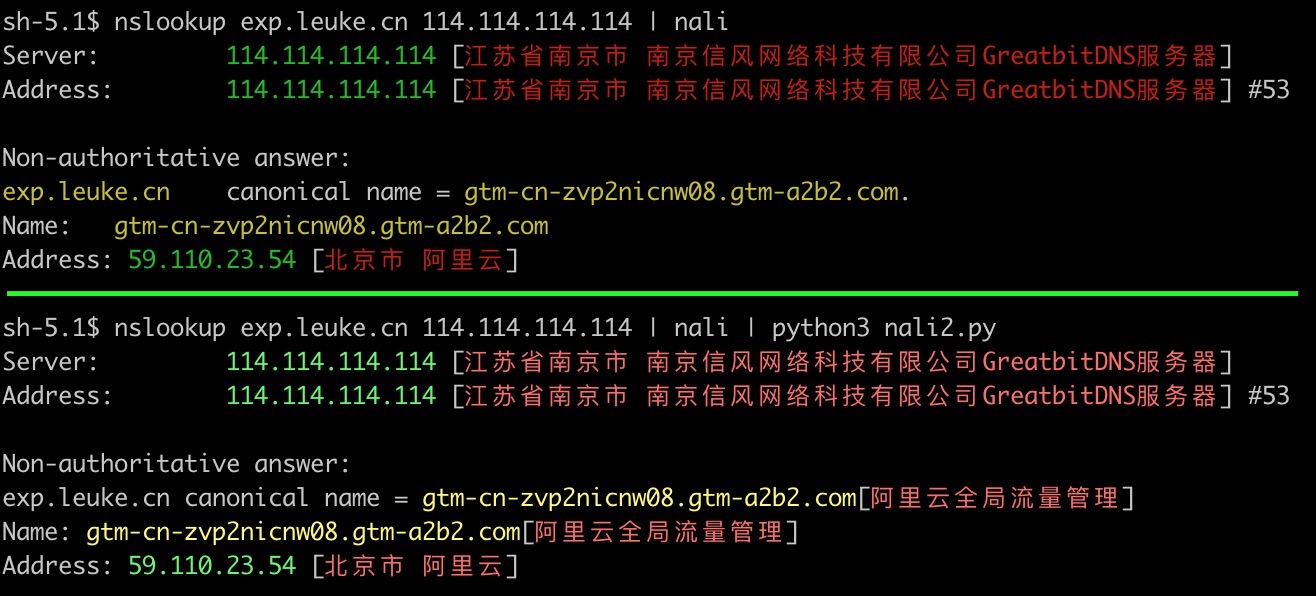 sh-5.1$ nslookup exp.leuke.cn 114.114.114.114 | nali
Server: 114.114.114.114 [江苏省南京市 南京信风网络科技有限公司GreatbitDNS服务器]
Address: 114.114.114.114 [江苏省南京市 南京信风网络科技有限公司GreatbitDNS服务器] #53
Non-authoritative answer:
exp.leuke.cn canonical name = gtm-cn-zvp2nicnw08.gtm-a2b2.com.
Name: gtm-cn-zvp2nicnw08.gtm-a2b2.com
Address: 59.110.23.54 [北京市 阿里云]
sh-5.1$ nslookup exp.leuke.cn 114.114.114.114 | nali | python3 nali2.py
Server: 114.114.114.114 [江苏省南京市 南京信风网络科技有限公司GreatbitDNS服务器]
Address: 114.114.114.114 [江苏省南京市 南京信风网络科技有限公司GreatbitDNS服务器] #53
Non-authoritative answer:
exp.leuke.cn canonical name = gtm-cn-zvp2nicnw08.gtm-a2b2.com[阿里云全局流量管理]
Name: gtm-cn-zvp2nicnw08.gtm-a2b2.com[阿里云全局流量管理]
Address: 59.110.23.54 [北京市 阿里云]